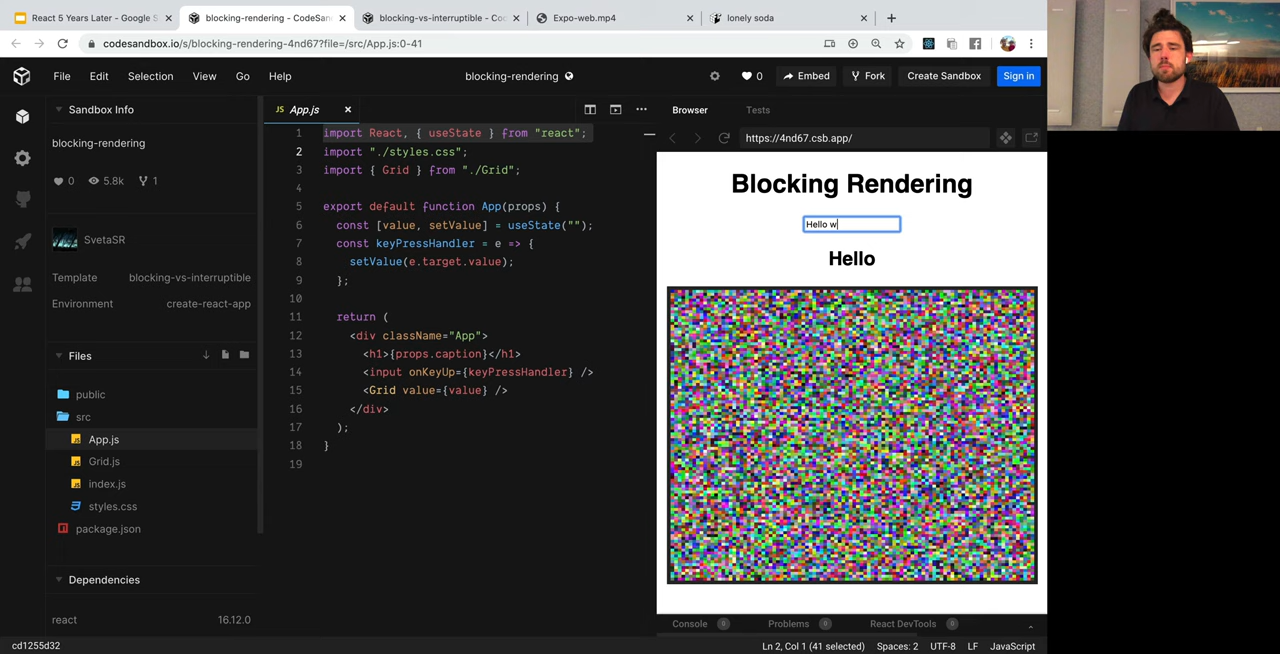 React 5 Years Later - Google S
blocking-rendering - CodeSan
blocking-vs-interruptible - Co
Expo-web.mp4
lonely soda
codesandbox.io/s/blocking-rendering-4nd67?file=/src/App.js:0-41
File Edit Selection View Go Help
blocking-rendering
0
Embed
Fork
Create Sandbox
Sign in
Sandbox Info
blocking-rendering
0 5.8k 1
SvetaSR
Template blocking-vs-interruptible
Environment create-react-app
Files
public
src
App.js
Grid.js
index.js
styles.css
package.json
Dependencies
react 16.12.0
JS App.js
1 import React, { useState } from "react";
2 import "./styles.css";
3 import { Grid } from "./Grid";
4
5 export default function App(props) {
6 const [value, setValue] = useState("");
7 const keyPressHandler = e => {
8 setValue(e.target.value);
9 };
10
11 return (
12 <div className="App">
13 <h1>{props.caption}</h1>
14 <input onKeyUp={keyPressHandler} />
15 <Grid value={value} />
16 </div>
17 );
18 }
19
Browser Tests
https://4nd67.csb.app/
Blocking Rendering
Hello w
Hello
Console 0 Problems 0 React DevTools 0
cd1255d32
Ln 2, Col 1 (41 selected) Spaces: 2 UTF-8 LF JavaScript